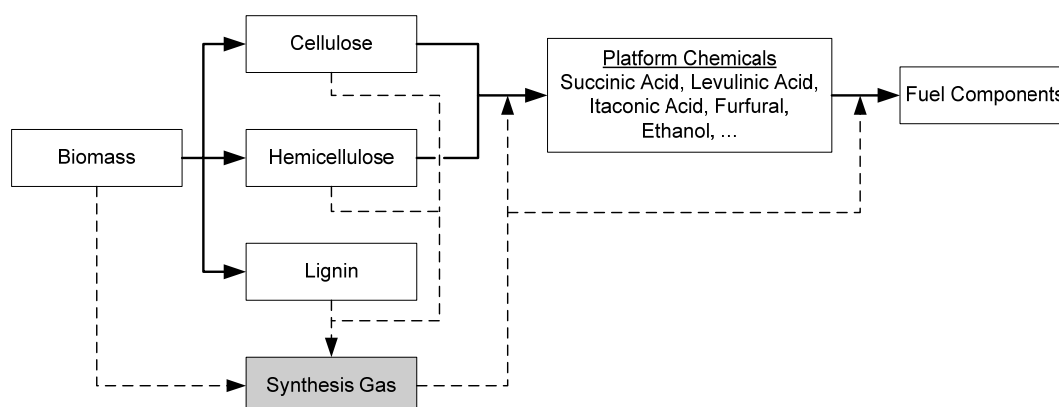 Cellulose
Platform Chemicals
Succinic Acid, Levulinic Acid,
Itaconic Acid, Furfural,
Ethanol, ...
Fuel Components
Biomass
Hemicellulose
Lignin
Synthesis Gas